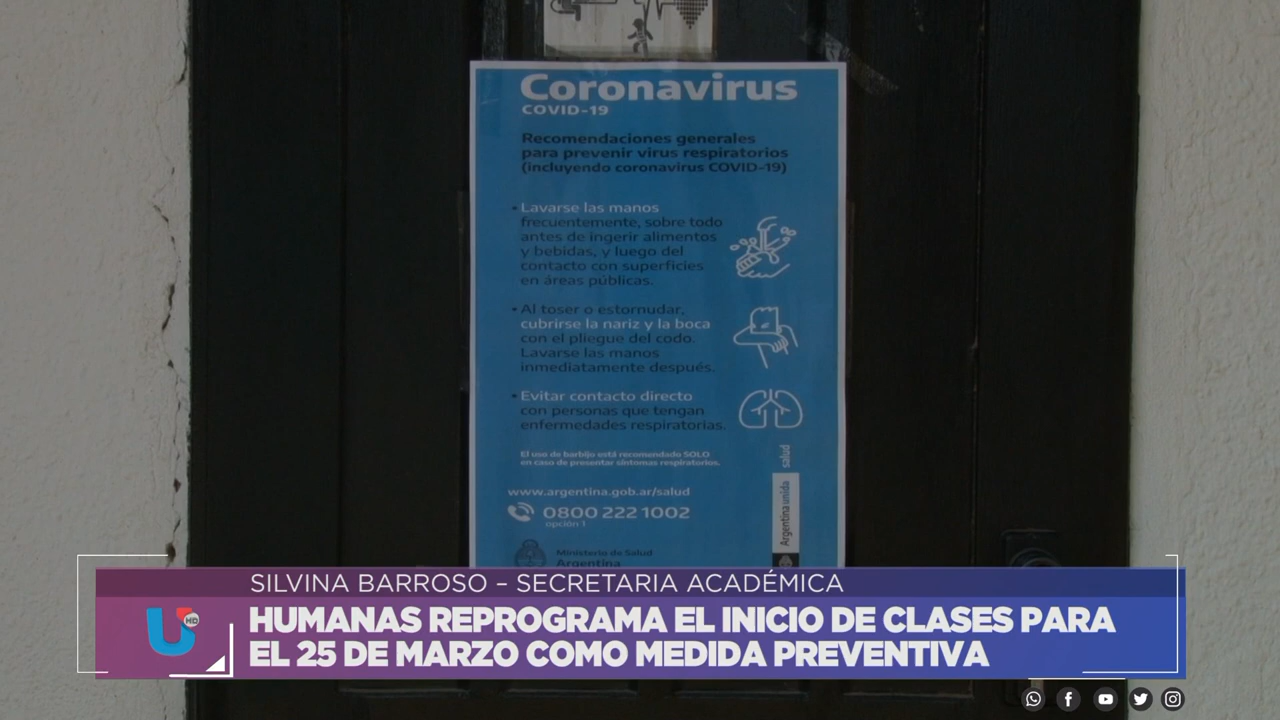 Coronavirus
COVID-19
Recomendaciones generales
para prevenir virus respiratorios
(incluyendo coronavirus COVID-19)
• Lavarse las manos
frecuentemente, sobre todo
antes de ingerir alimentos
y bebidas, y luego del
contacto con superficies
en áreas públicas.
• Al toser o estornudar,
cubrirse la nariz y la boca
con el pliegue del codo.
Lavarse las manos
inmediatamente después.
• Evitar contacto directo
con personas que tengan
enfermedades respiratorias.
El uso de barbijo está recomendado SOLO
en caso de presentar síntomas respiratorios.
www.argentina.gob.ar/salud
0800 222 1002
opción 1
Ministerio de Salud
Argentina
Argentina unida
salud
SILVINA BARROSO – SECRETARIA ACADÉMICA
U HD
HUMANAS REPROGRAMA EL INICIO DE CLASES PARA
EL 25 DE MARZO COMO MEDIDA PREVENTIVA